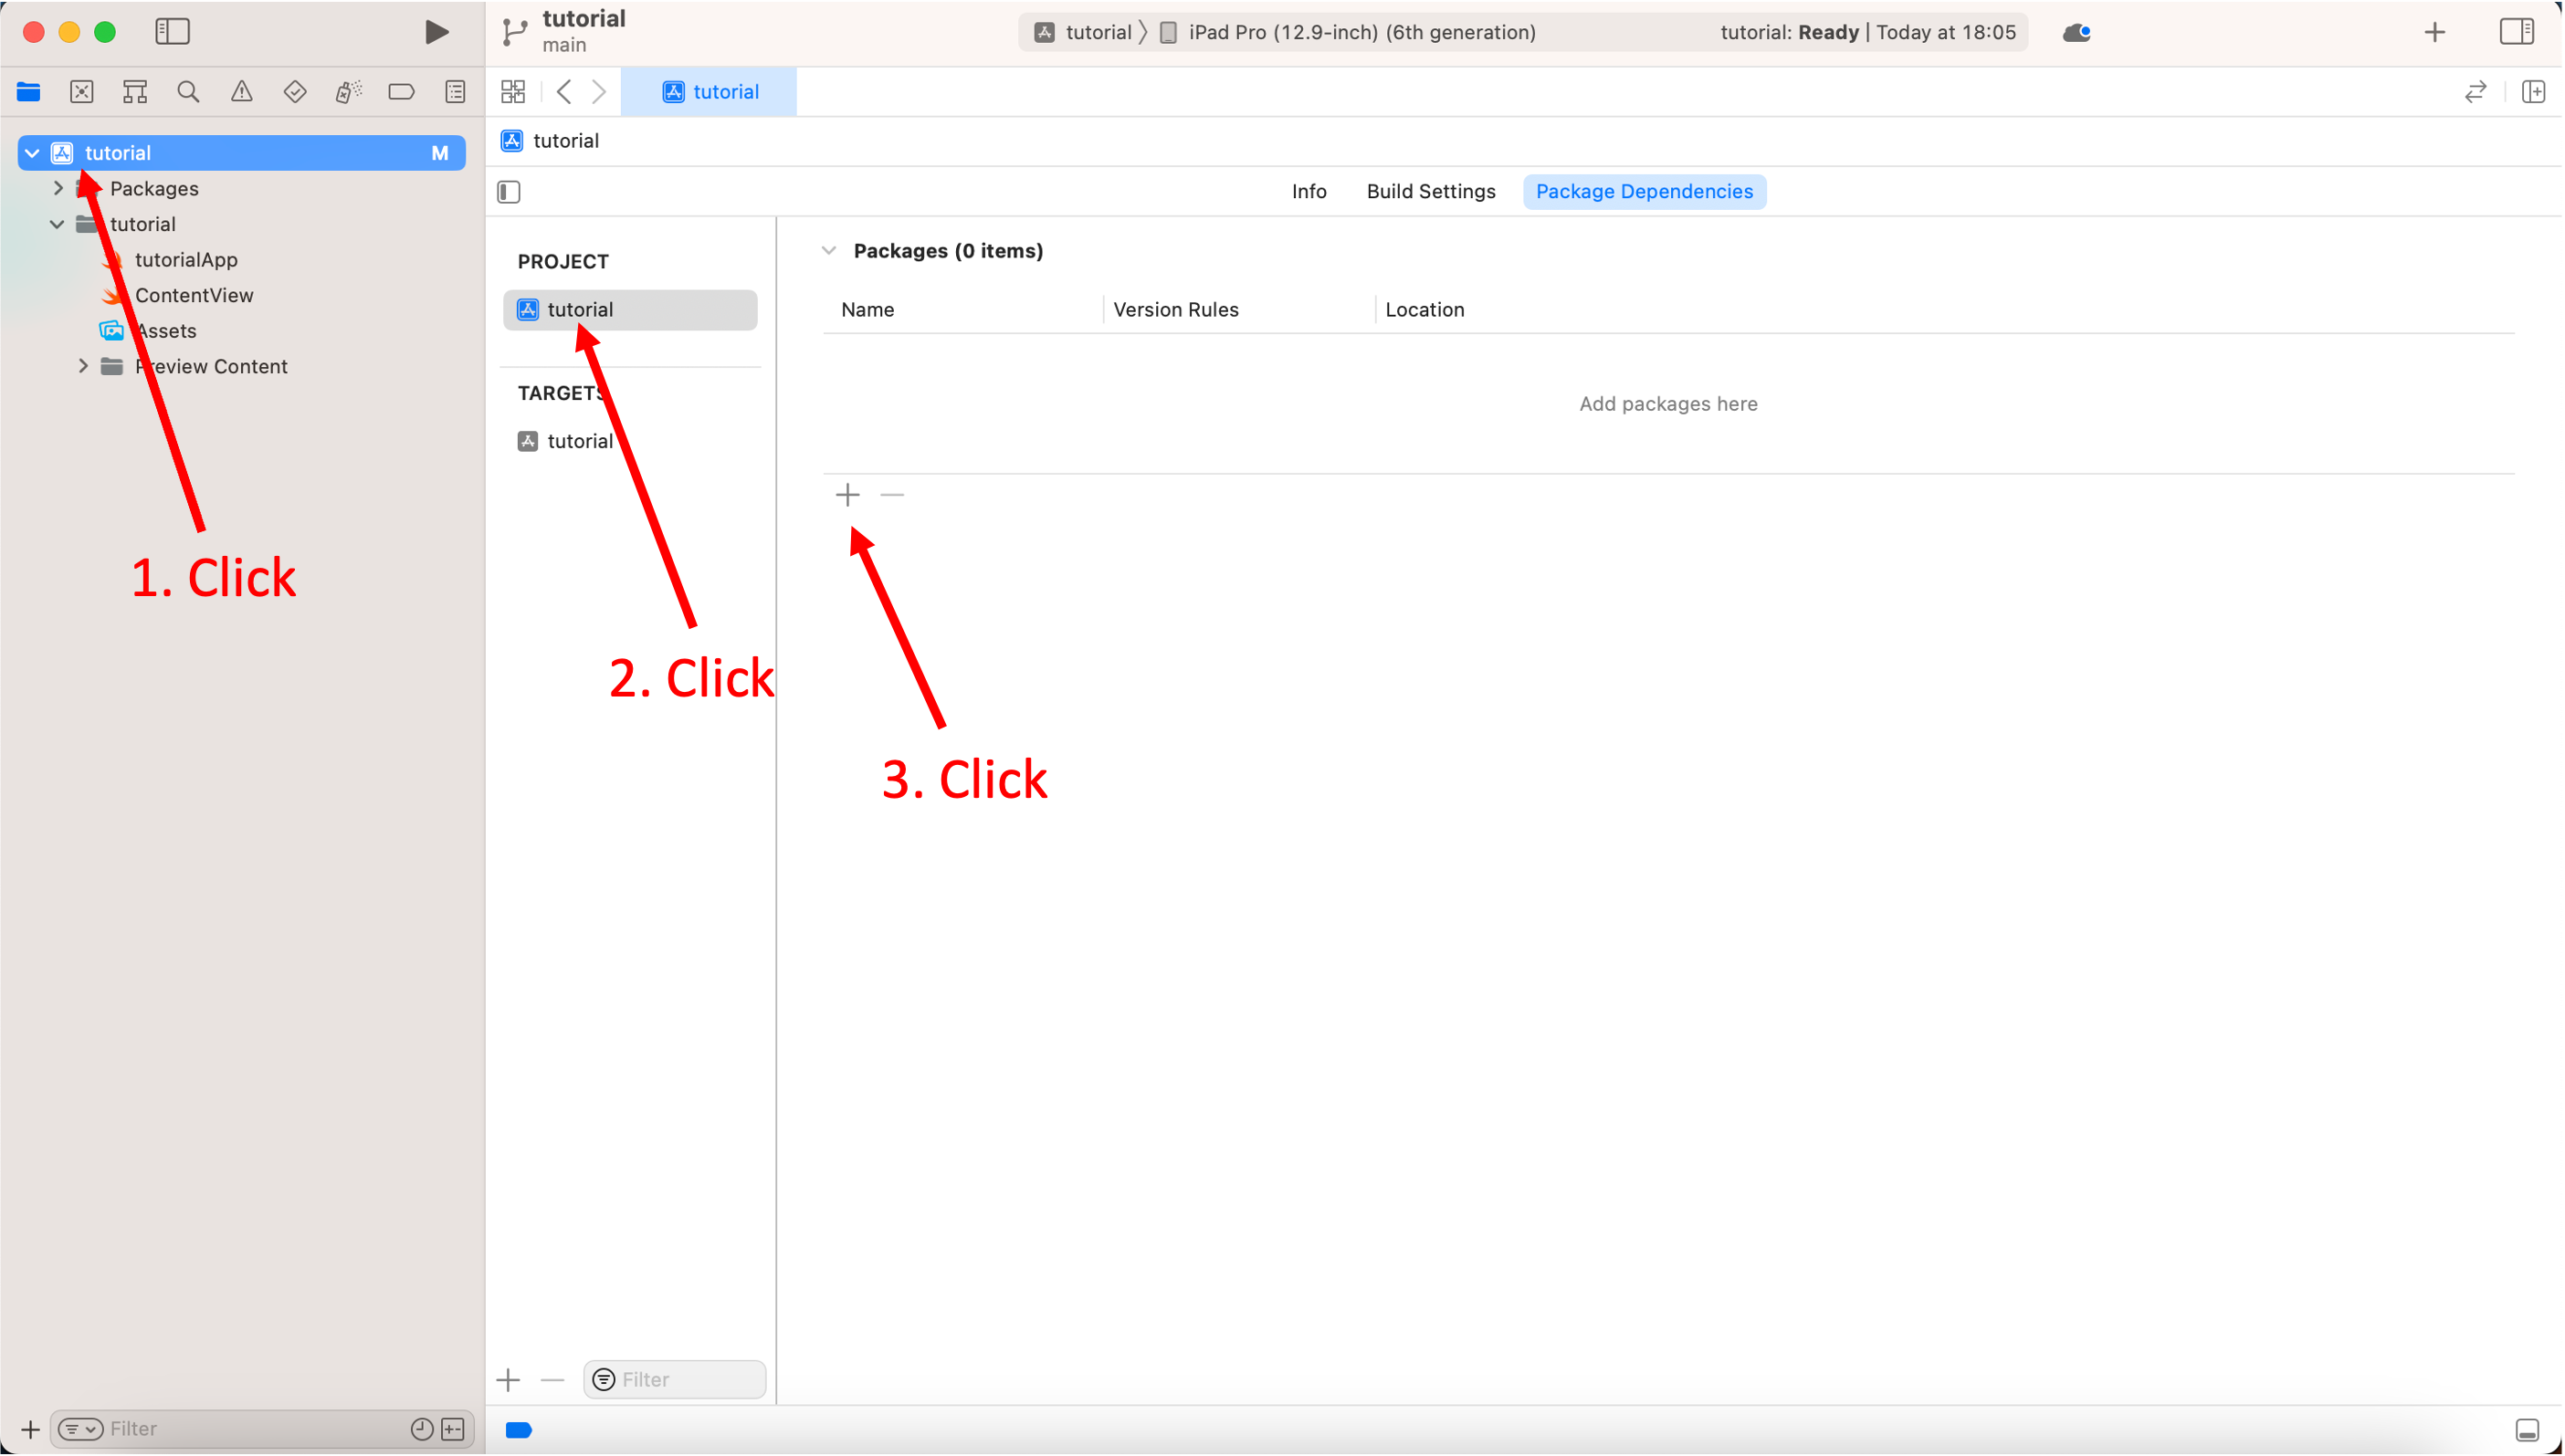 tutorial
main
tutorial
iPad Pro (12.9-inch) (6th generation)
tutorial: Ready | Today at 18:05
tutorial
tutorial
tutorial M
Packages
tutorial
tutorialApp
ContentView
Assets
Preview Content
Info Build Settings Package Dependencies
PROJECT
tutorial
TARGETS
tutorial
Packages (0 items)
Name Version Rules Location
Add packages here
1. Click
2. Click
3. Click
Filter
Filter